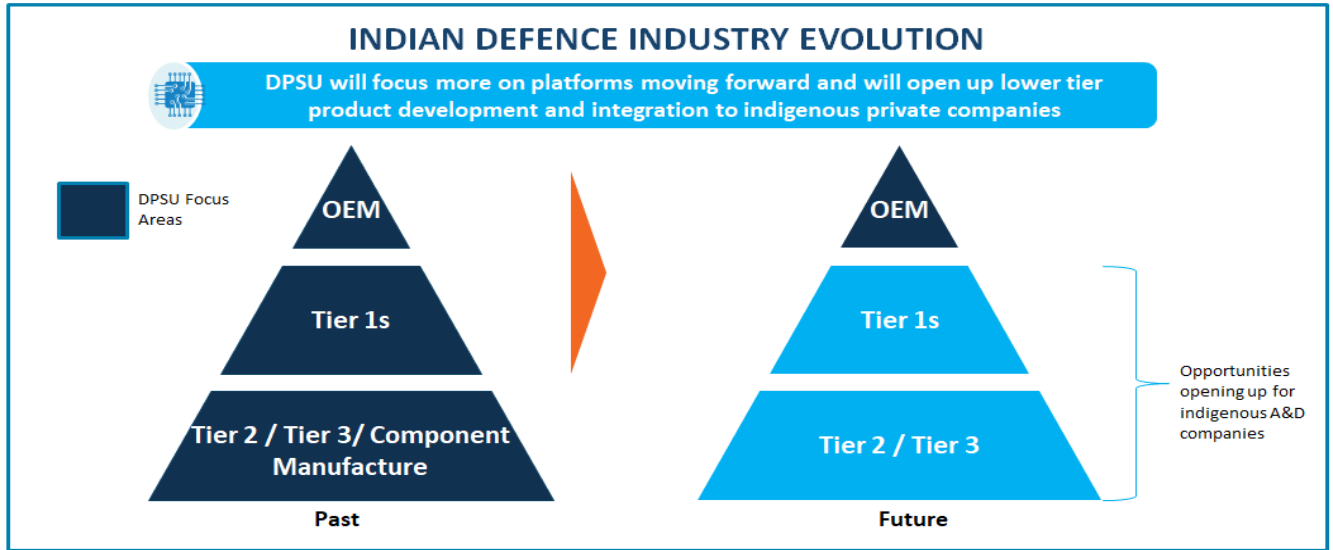 INDIAN DEFENCE INDUSTRY EVOLUTION
DPSU will focus more on platforms moving forward and will open up lower tier
product development and integration to indigenous private companies
DPSU Focus
Areas
OEM
Tier 1s
Tier 2 / Tier 3/ Component
Manufacture
Past
OEM
Tier 1s
Tier 2 / Tier 3
Future
Opportunities
opening up for
indigenous A&D
companies